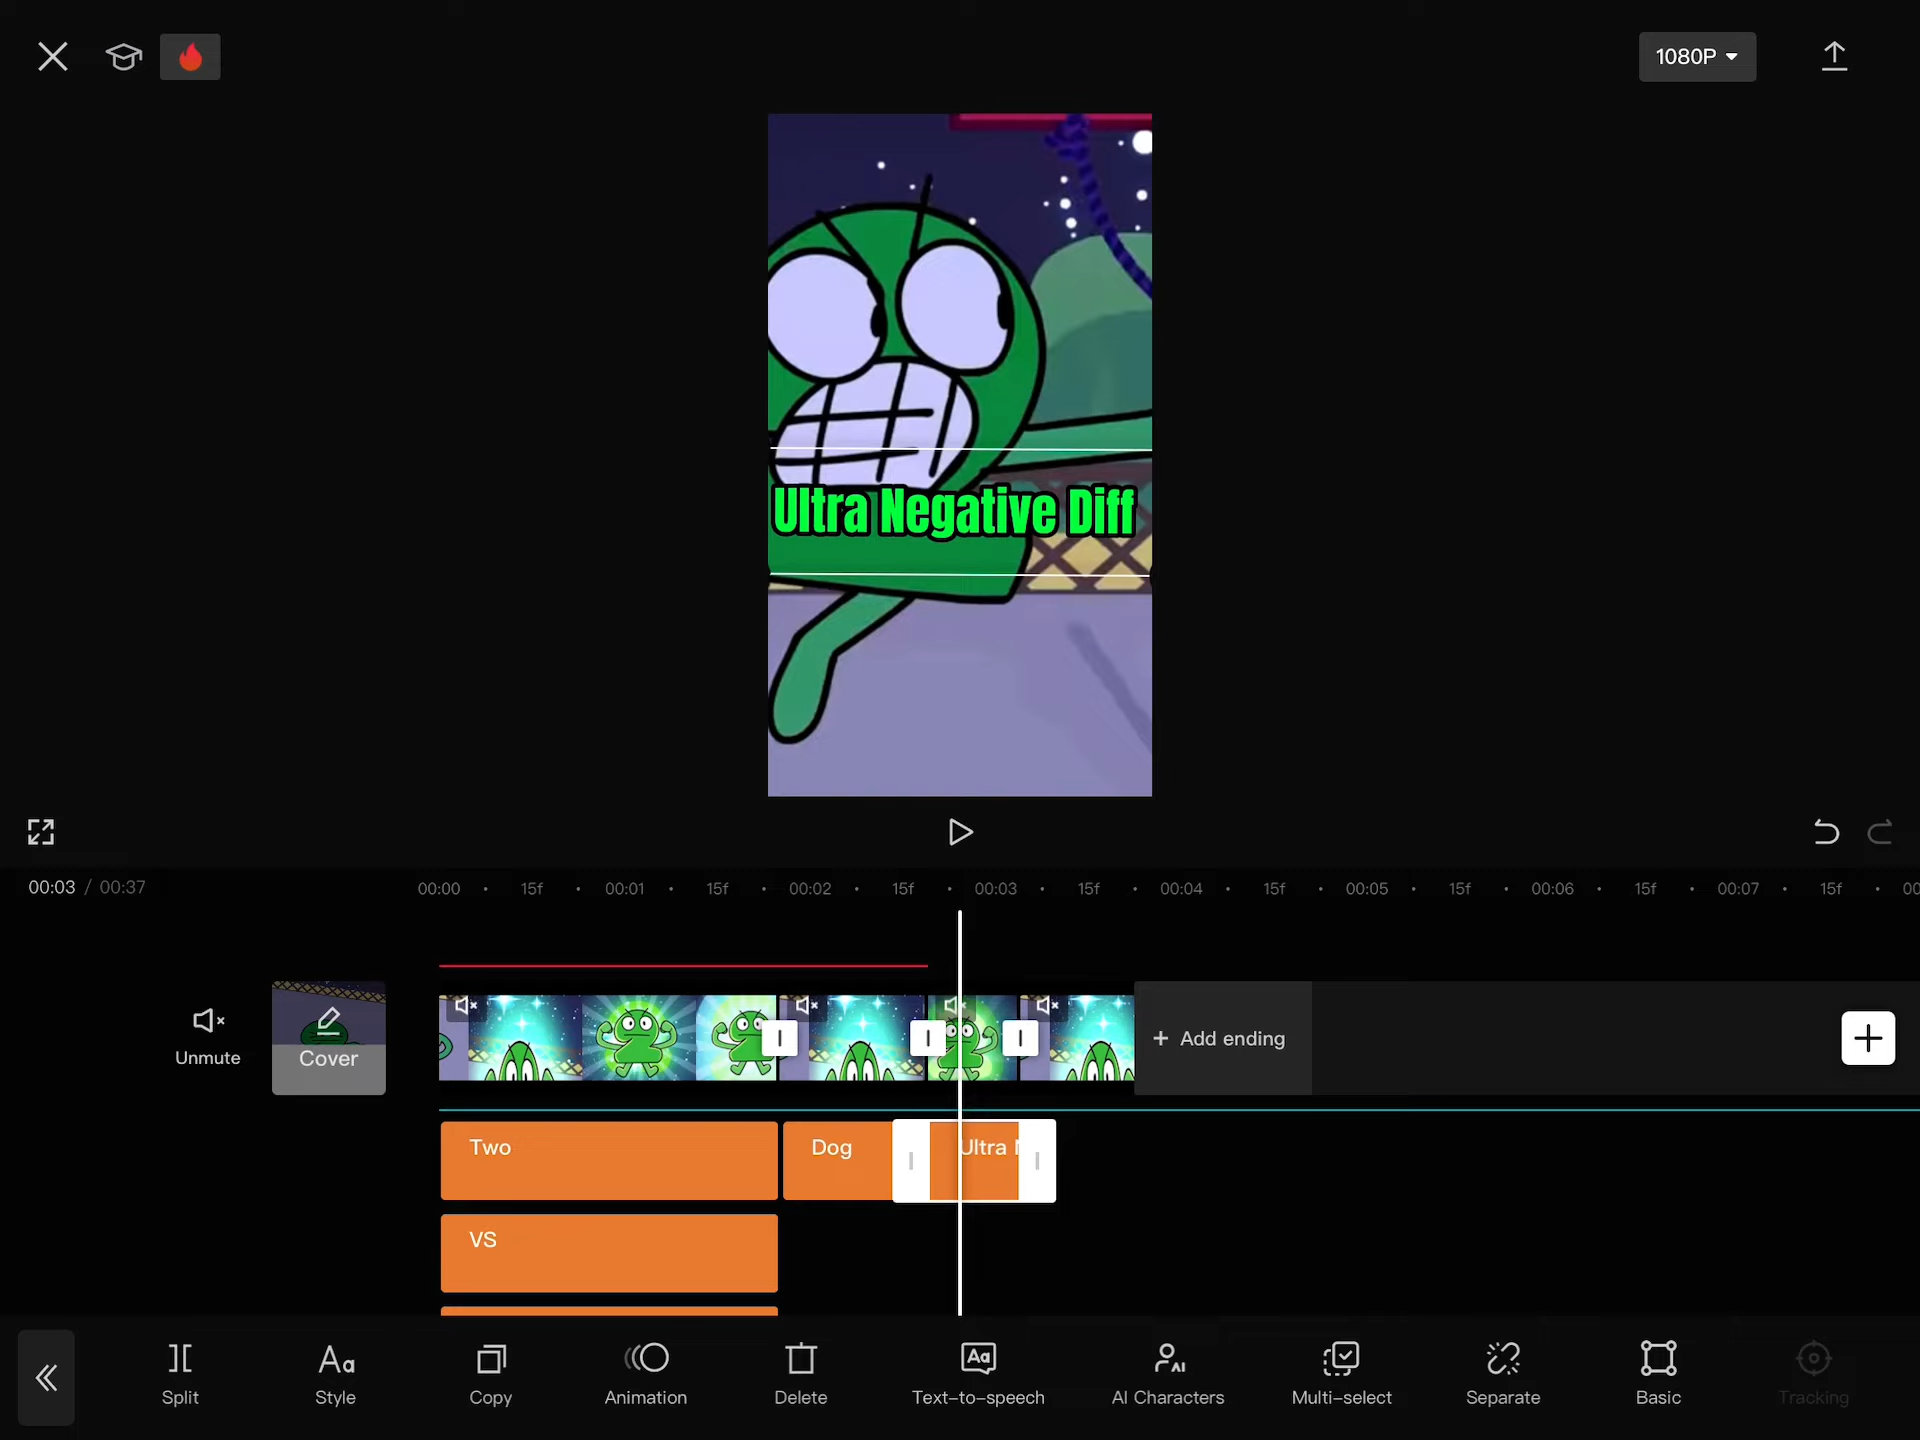 1080P
Ultra Negative Diff
00:03 / 00:37
00:00 15f 00:01 15f 00:02 15f 00:03 15f 00:04 15f 00:05 15f 00:06 15f 00:07 15f 00
Unmute
Cover
+ Add ending
Two
Dog
Ultra
VS
Split
Style
Copy
Animation
Delete
Text-to-speech
AI Characters
Multi-select
Separate
Basic
Tracking